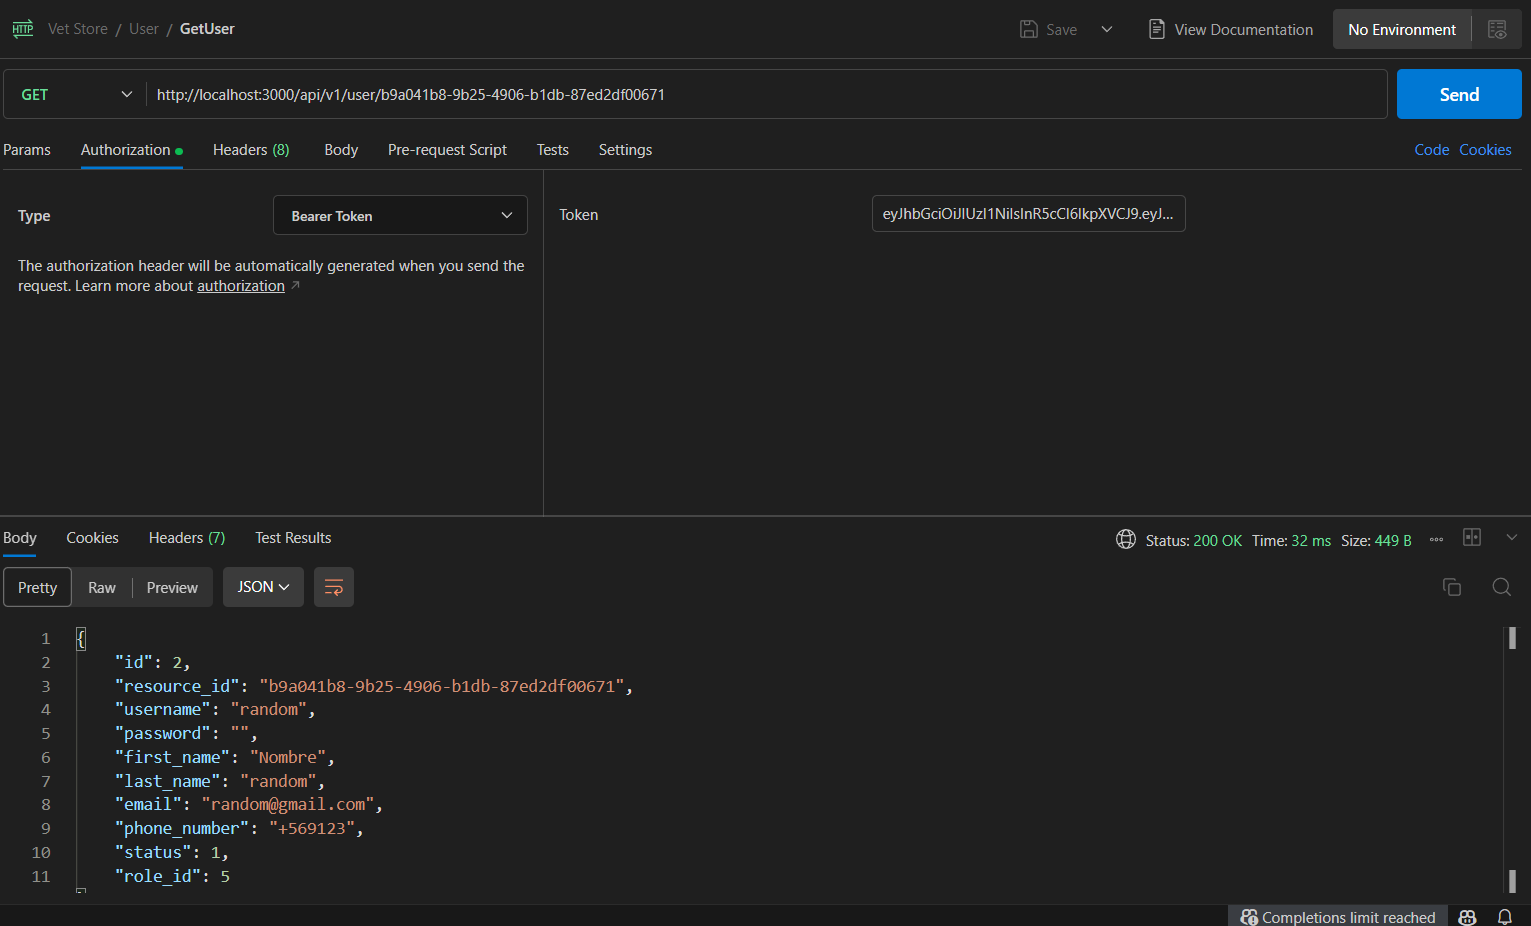 HTTP Vet Store / User / GetUser Save View Documentation No Environment
GET http://localhost:3000/api/v1/user/b9a041b8-9b25-4906-b1db-87ed2df00671 Send
Params Authorization Headers (8) Body Pre-request Script Tests Settings Code Cookies
Type Bearer Token
The authorization header will be automatically generated when you send the
request. Learn more about authorization
Token eyJhbGciOiJIUzI1NiIsInR5cCI6IkpXVCJ9.eyJ...
Body Cookies Headers (7) Test Results Status: 200 OK Time: 32 ms Size: 449 B
Pretty Raw Preview JSON
1 {
2 "id": 2,
3 "resource_id": "b9a041b8-9b25-4906-b1db-87ed2df00671",
4 "username": "random",
5 "password": "",
6 "first_name": "Nombre",
7 "last_name": "random",
8 "email": "random@gmail.com",
9 "phone_number": "+569123",
10 "status": 1,
11 "role_id": 5
Completions limit reached